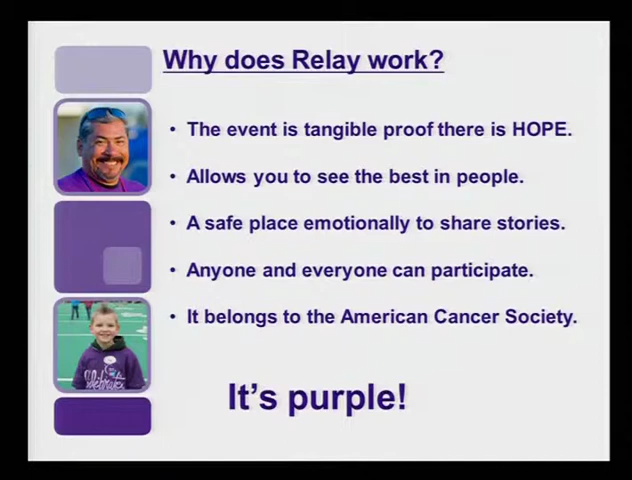 Why does Relay work?
• The event is tangible proof there is HOPE.
• Allows you to see the best in people.
• A safe place emotionally to share stories.
• Anyone and everyone can participate.
• It belongs to the American Cancer Society.
Celebrate
It's purple!